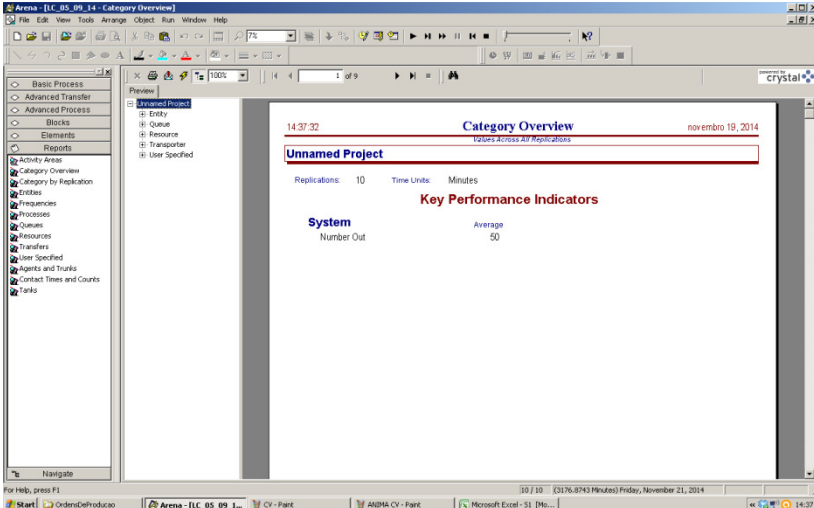 Arena - [LC_05_09_14 - Category Overview]
File Edit View Tools Arrange Object Run Window Help
7%
100%
1 of 9
powered by
crystal
Basic Process
Advanced Transfer
Advanced Process
Blocks
Elements
Reports
Activity Areas
Category Overview
Category by Replication
Entities
Frequencies
Processes
Queues
Resources
Transfers
User Specified
Agents and Trunks
Contact Times and Counts
Tanks
Navigate
Preview
Unnamed Project
Entity
Queue
Resource
Transporter
User Specified
14:37:32
Category Overview
novembro 19, 2014
Values Across All Replications
Unnamed Project
Replications: 10 Time Units: Minutes
Key Performance Indicators
System
Average
Number Out
50
For Help, press F1
10 / 10 (3176.8743 Minutes) Friday, November 21, 2014
Start
OrdensDeProducao
Arena - [LC_05_09_1...
CV - Paint
ANIMA CV - Paint
Microsoft Excel - S1 [Mo...
14:37